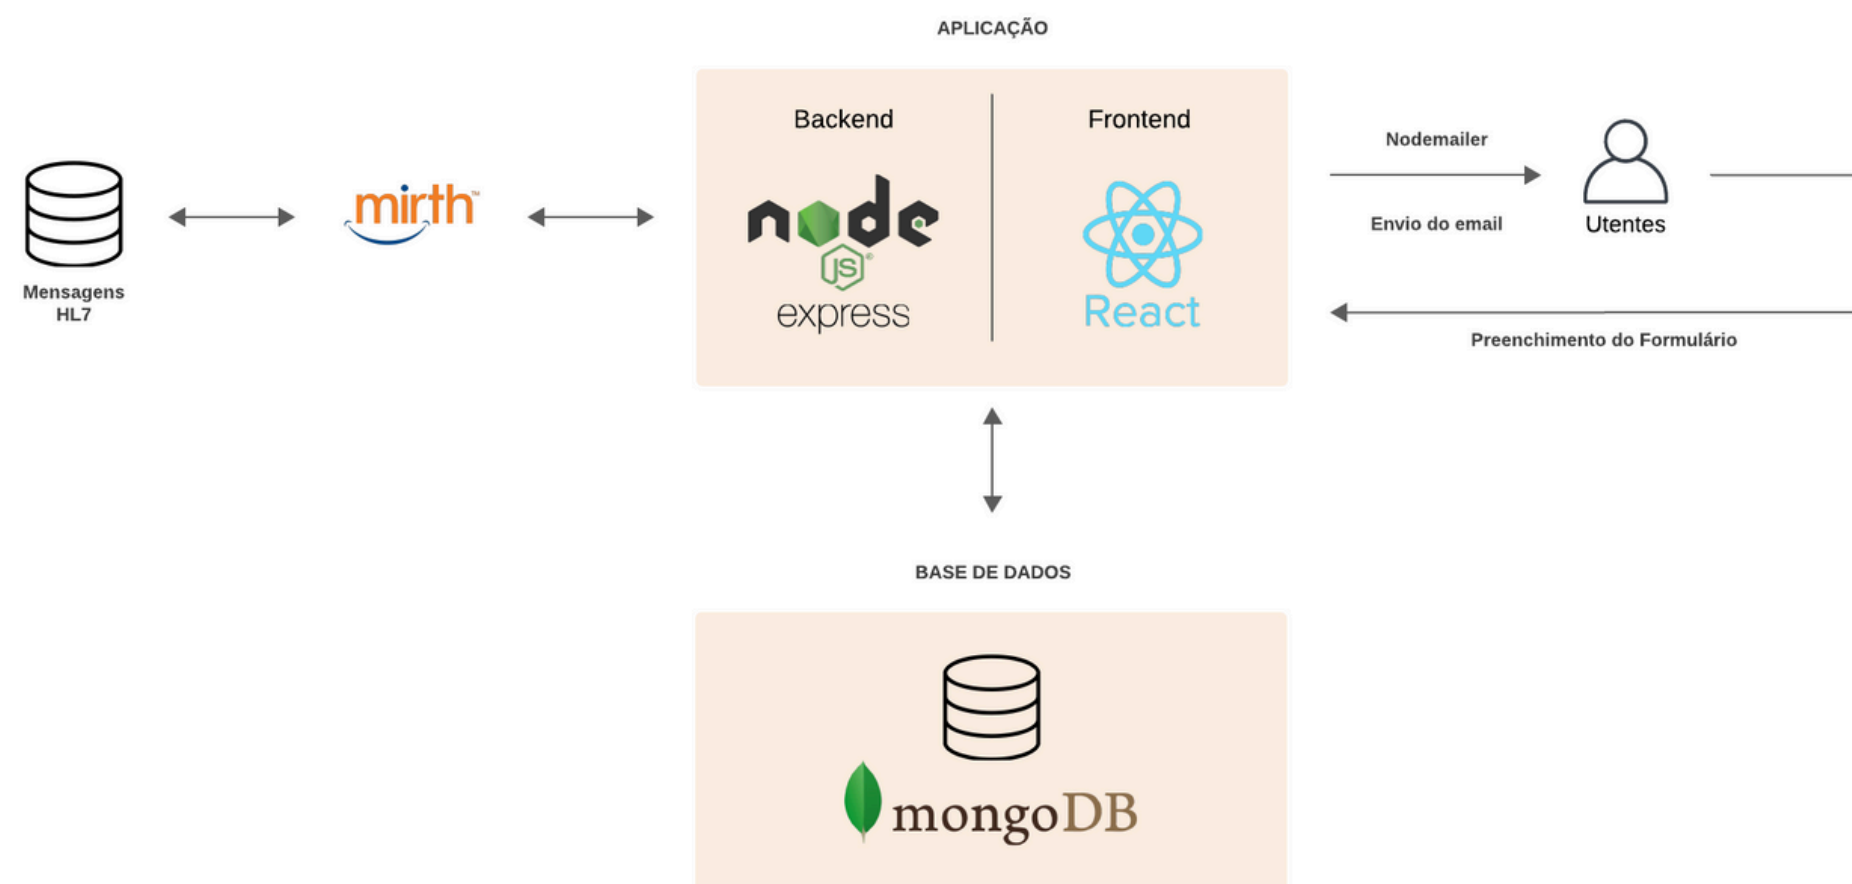 APLICAÇÃO
Backend
Frontend
node
JS®
express
React
mirth™
Mensagens
HL7
Nodemailer
Envio do email
Utentes
Preenchimento do Formulário
BASE DE DADOS
mongoDB